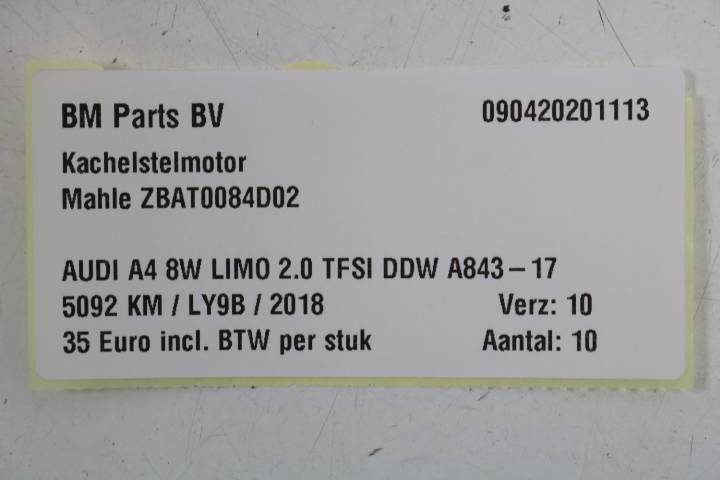 BM Parts BV 090420201113
Kachelstelmotor
Mahle ZBAT0084D02
AUDI A4 8W LIMO 2.0 TFSI DDW A843-17
5092 KM / LY9B / 2018 Verz: 10
35 Euro incl. BTW per stuk Aantal: 10